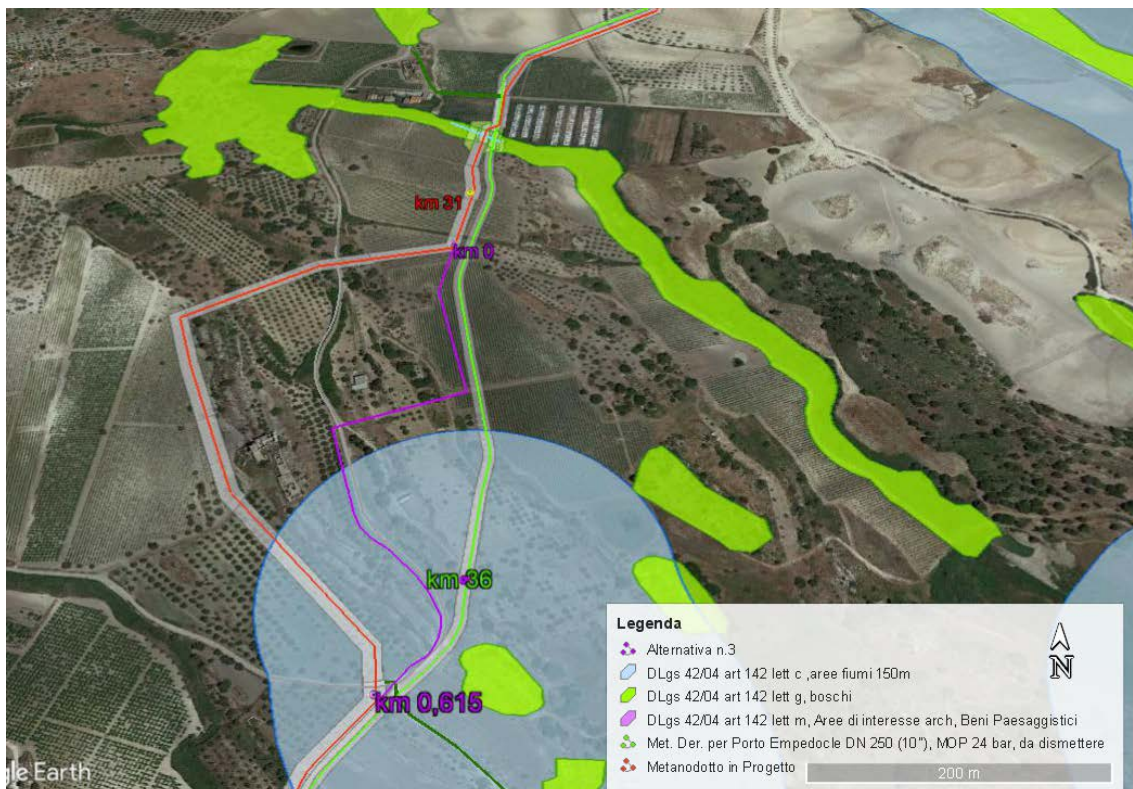 km 31
km 0
km 36
km 0,615
Legenda
Alternativa n.3
DLgs 42/04 art 142 lett c ,aree fiumi 150m
DLgs 42/04 art 142 lett g, boschi
DLgs 42/04 art 142 lett m, Aree di interesse arch, Beni Paesaggistici
Met. Der. per Porto Empedocle DN 250 (10"), MOP 24 bar, da dismettere
Metanodotto in Progetto
N
200 m
gle Earth